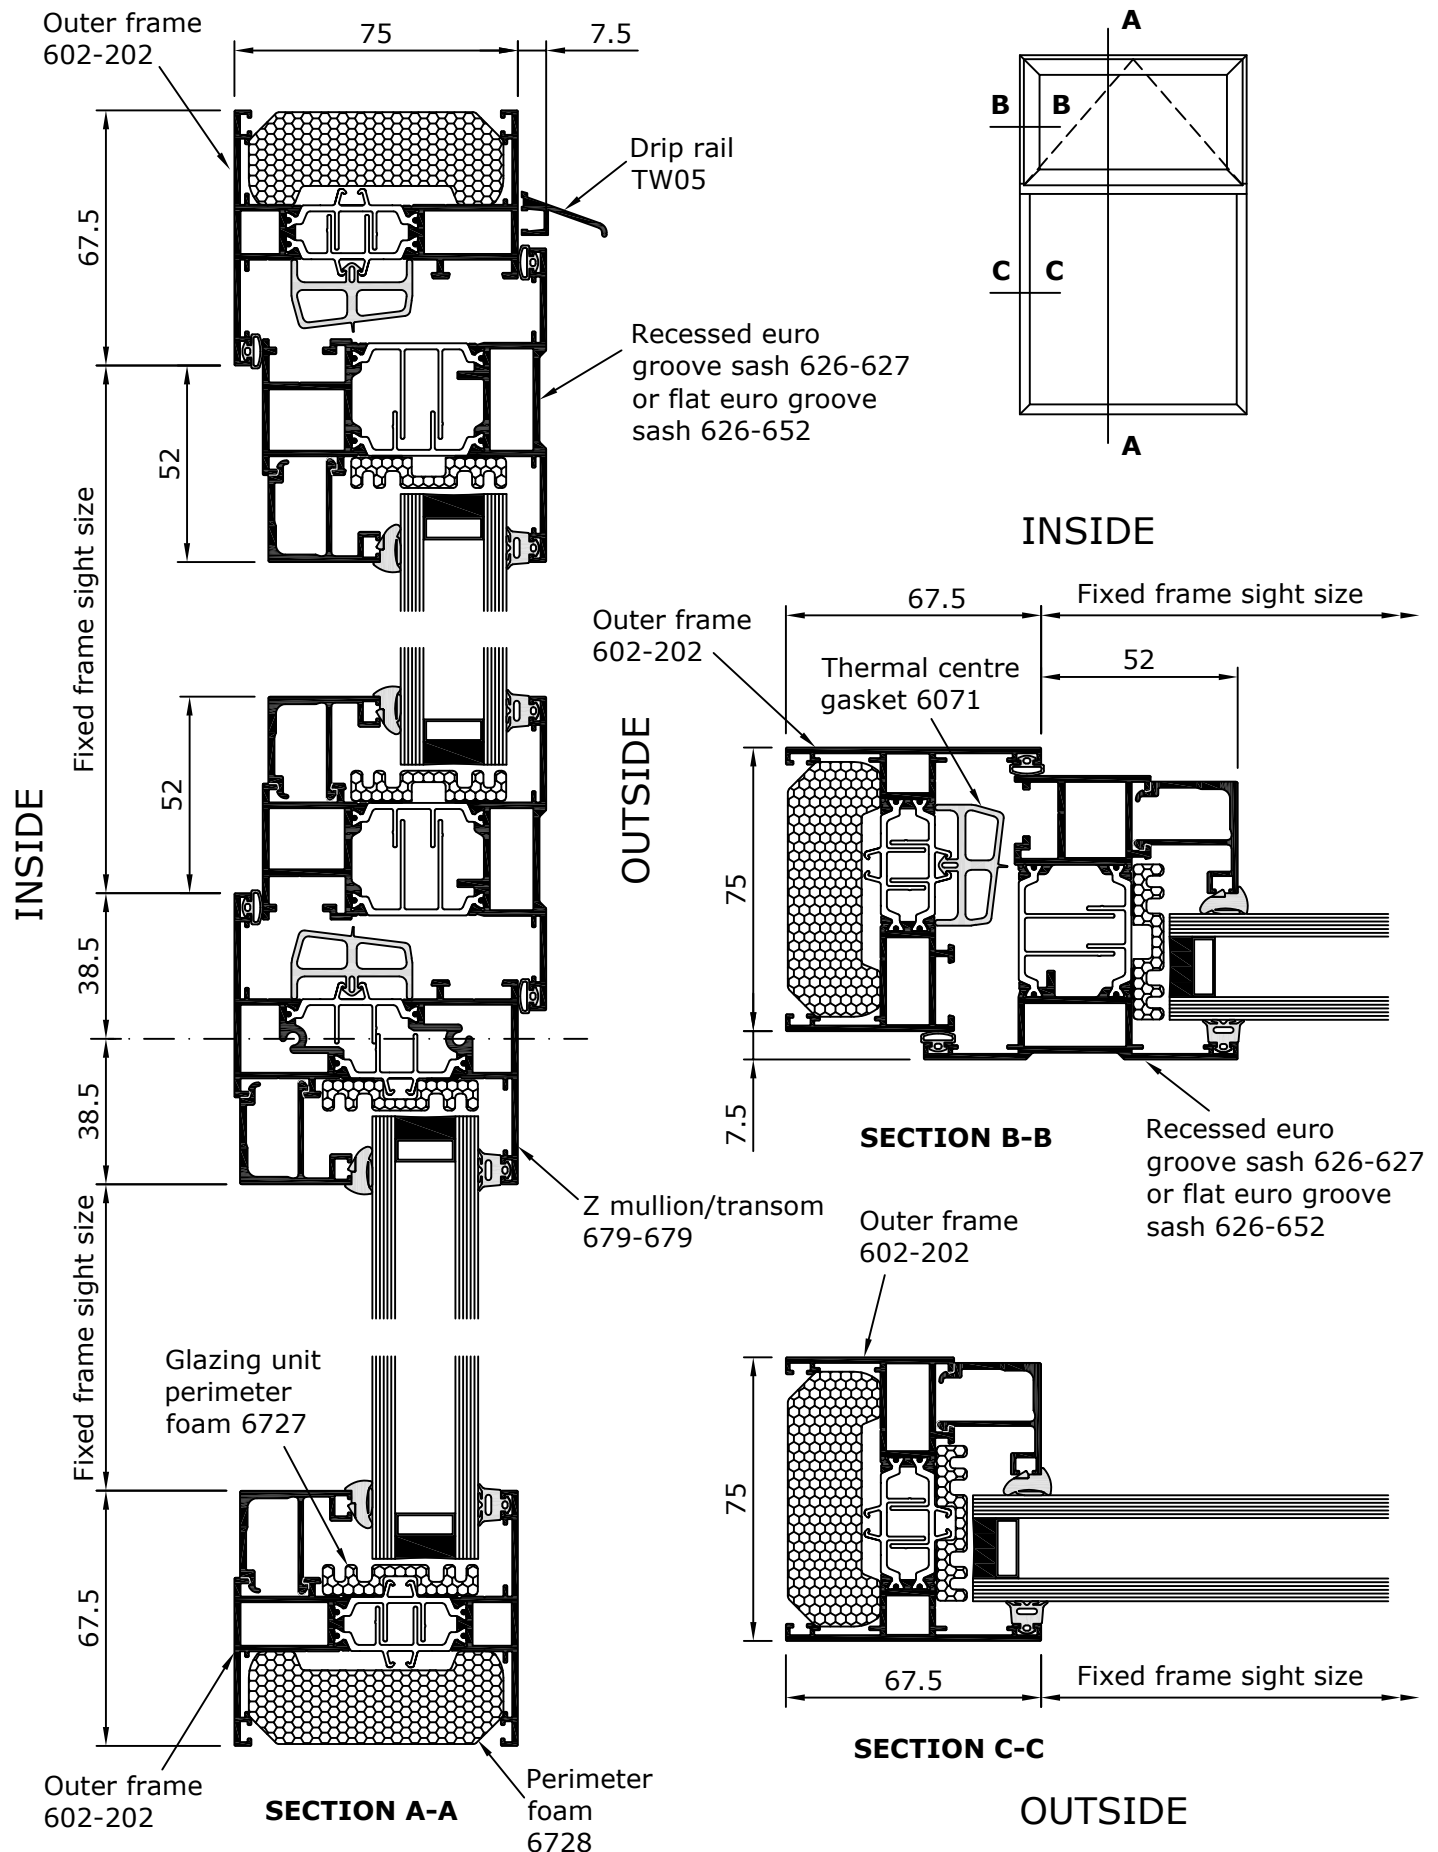 Outer frame
602-202
75
7.5
A
B
B
Drip rail
TW05
67.5
C
C
Recessed euro
groove sash 626-627
or flat euro groove
sash 626-652
A
52
Fixed frame sight size
INSIDE
67.5
Fixed frame sight size
Outer frame
602-202
Thermal centre
gasket 6071
52
OUTSIDE
INSIDE
52
75
38.5
38.5
7.5
SECTION B-B
Recessed euro
groove sash 626-627
or flat euro groove
sash 626-652
Z mullion/transom
679-679
Outer frame
602-202
Fixed frame sight size
Glazing unit
perimeter
foam 6727
75
67.5
67.5
Fixed frame sight size
SECTION C-C
Outer frame
602-202
SECTION A-A
Perimeter
foam
6728
OUTSIDE